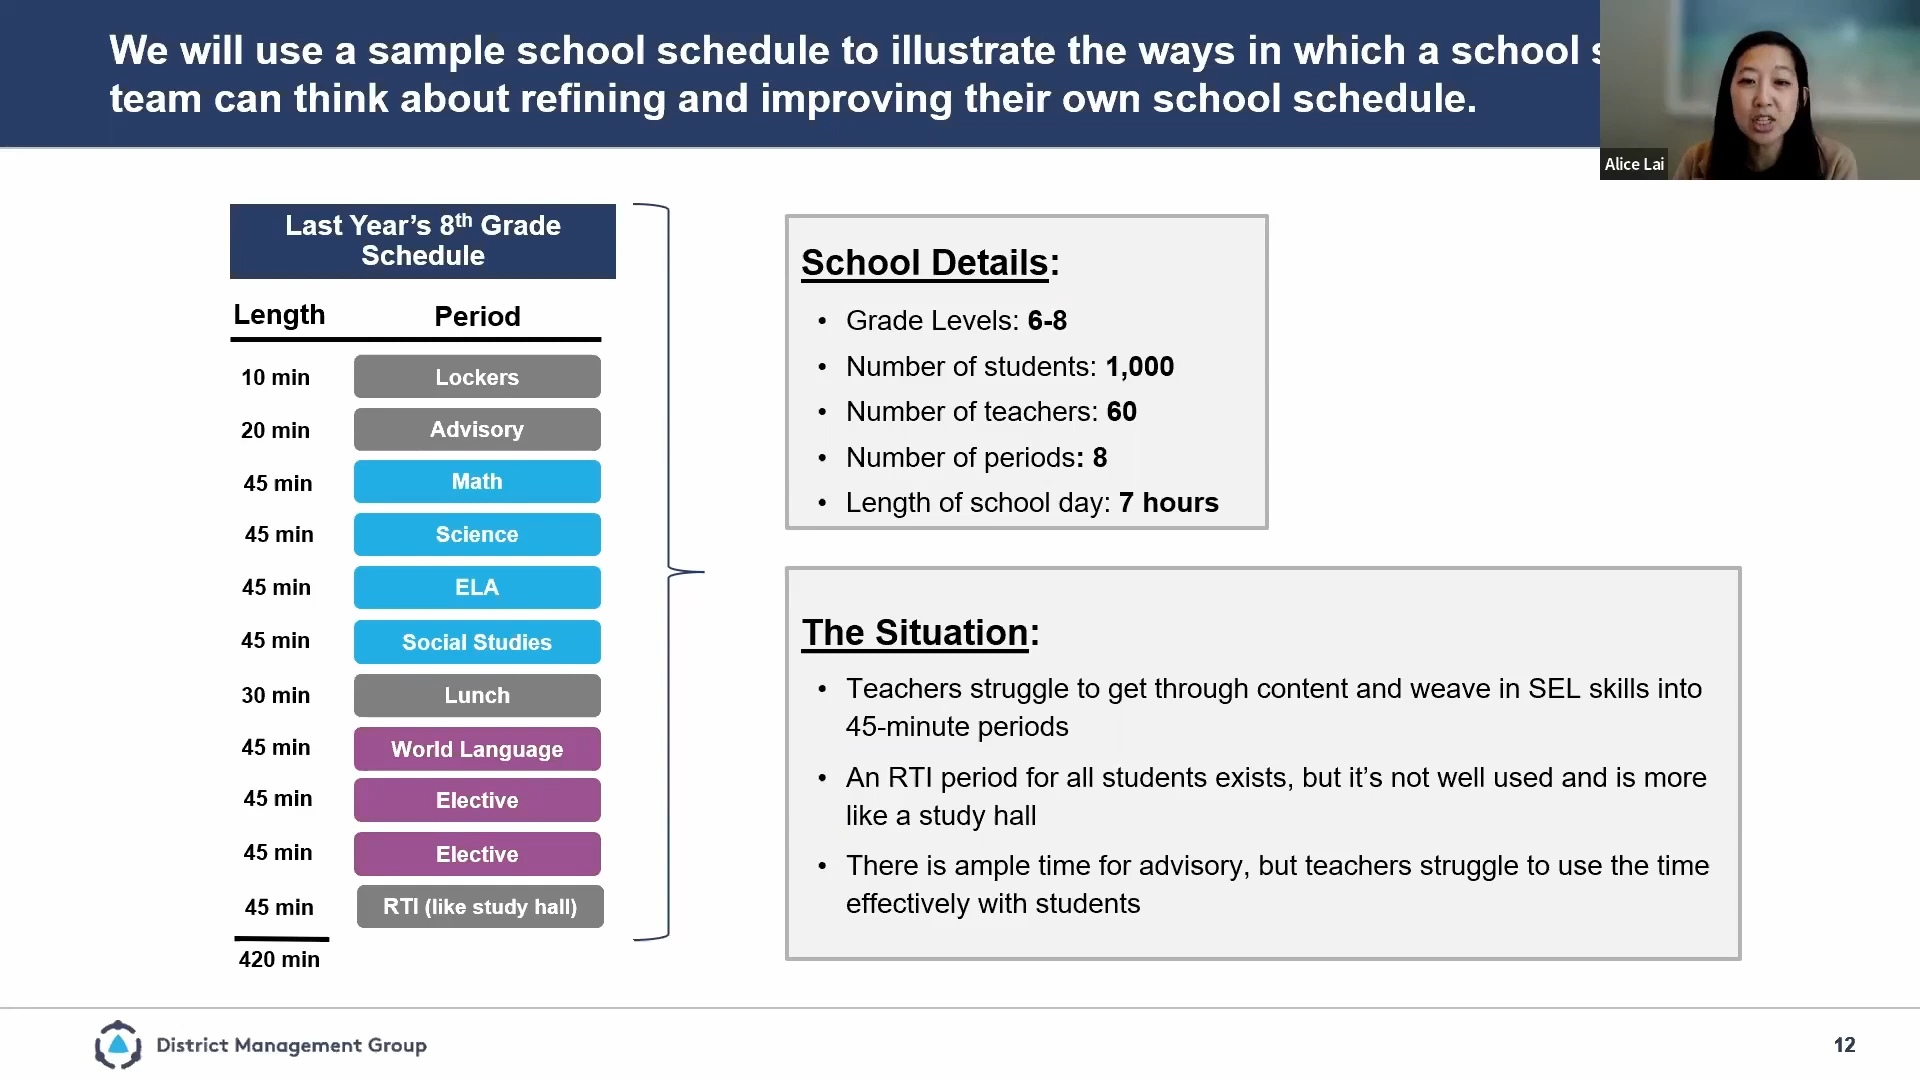 We will use a sample school schedule to illustrate the ways in which a school
team can think about refining and improving their own school schedule.
Alice Lai
Last Year’s 8th Grade
Schedule
Length Period
10 min Lockers
20 min Advisory
45 min Math
45 min Science
45 min ELA
45 min Social Studies
30 min Lunch
45 min World Language
45 min Elective
45 min Elective
45 min RTI (like study hall)
420 min
School Details:
• Grade Levels: 6-8
• Number of students: 1,000
• Number of teachers: 60
• Number of periods: 8
• Length of school day: 7 hours
The Situation:
• Teachers struggle to get through content and weave in SEL skills into
45-minute periods
• An RTI period for all students exists, but it’s not well used and is more
like a study hall
• There is ample time for advisory, but teachers struggle to use the time
effectively with students
District Management Group
12